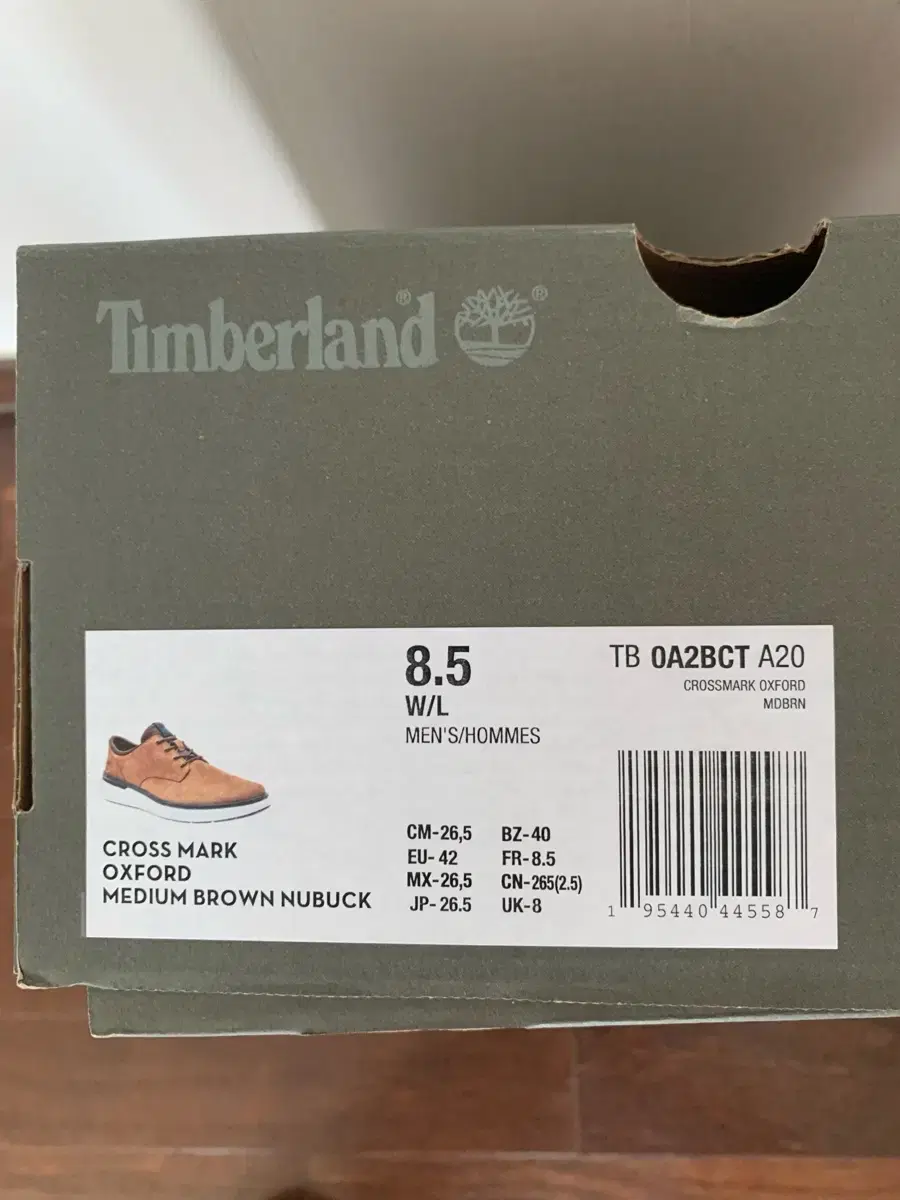 Timberland® ®
8.5
W/L
MEN'S/HOMMES
TB 0A2BCT A20
CROSSMARK OXFORD
MDBRN
CROSS MARK
OXFORD
MEDIUM BROWN NUBUCK
CM-26,5 BZ-40
EU-42 FR-8.5
MX-26,5 CN-265(2.5)
JP-26.5 UK-8
1 95440 44558 7